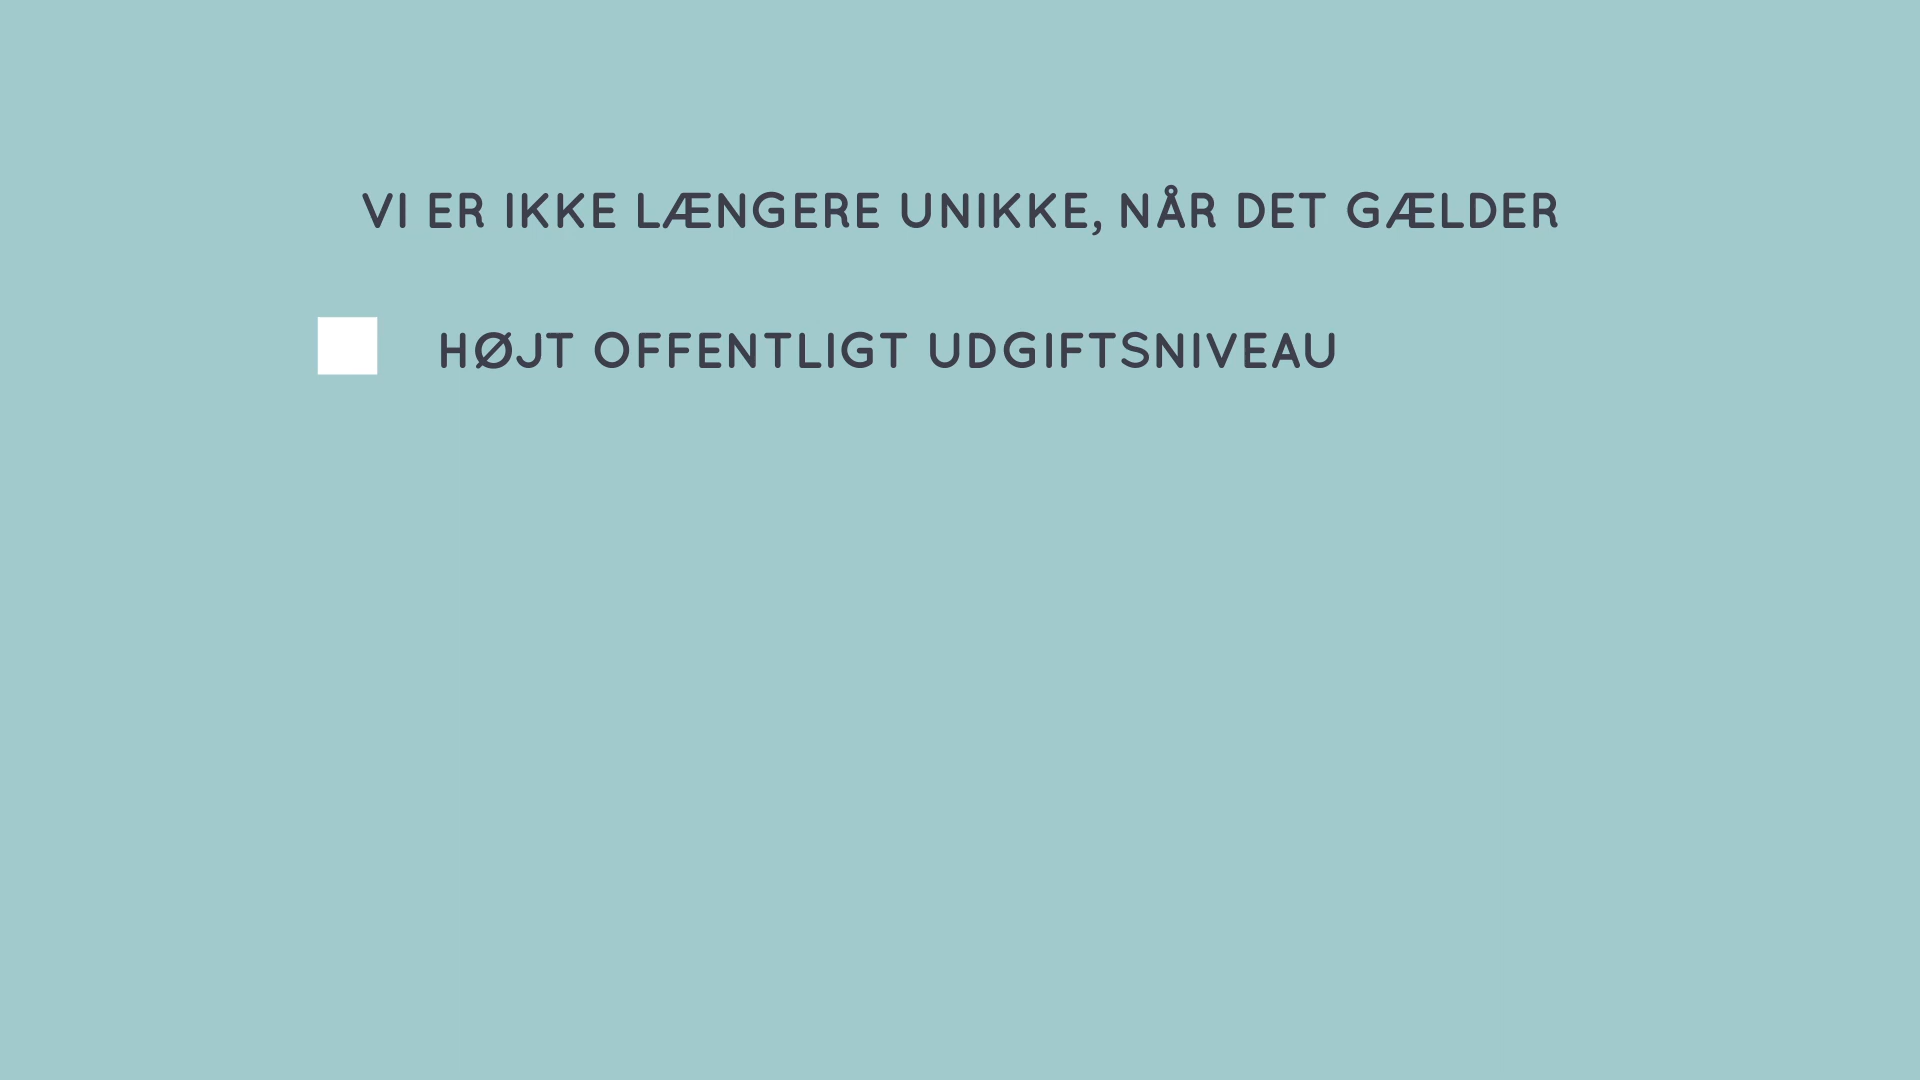 VI ER IKKE LÆNGERE UNIKKE, NÅR DET GÆLDER
HØJT OFFENTLIGT UDGIFTSNIVEAU